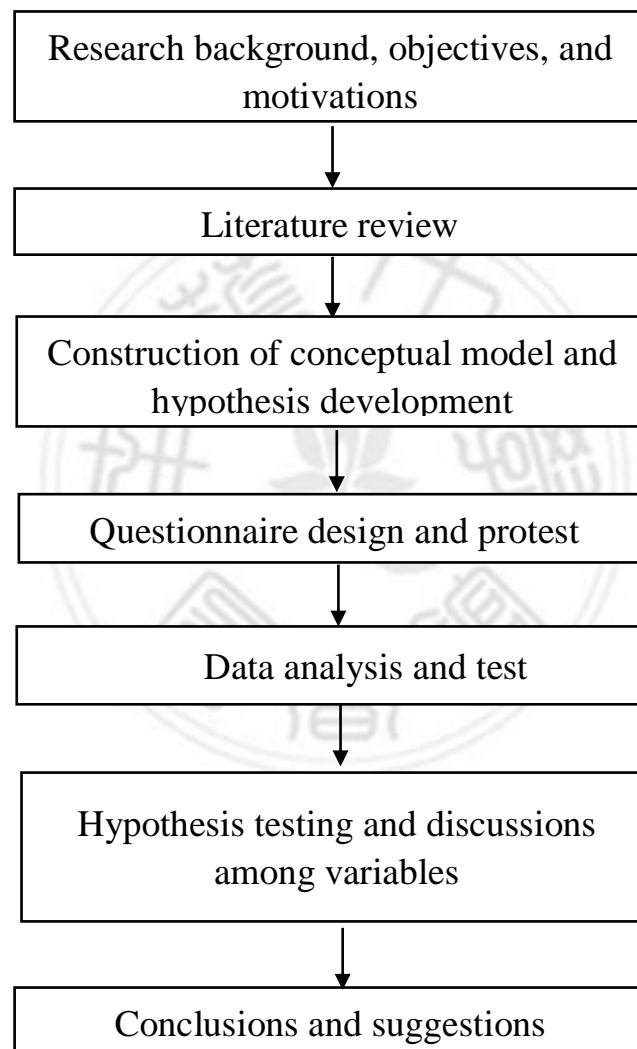 Research background, objectives, and
motivations
Literature review
Construction of conceptual model and
hypothesis development
Questionnaire design and protest
Data analysis and test
Hypothesis testing and discussions
among variables
Conclusions and suggestions